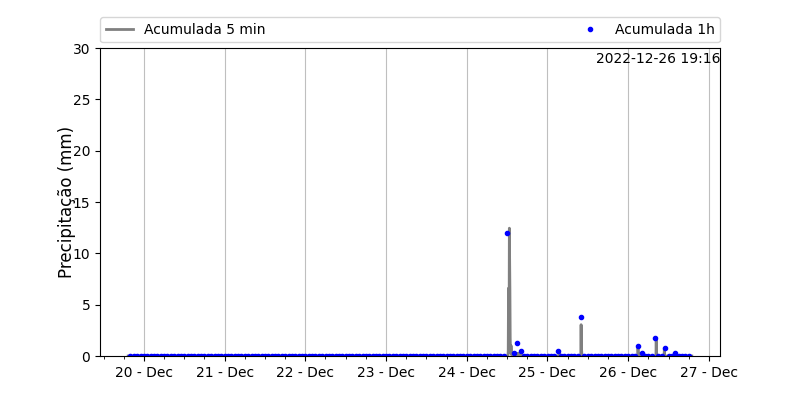 Acumulada 5 min
Acumulada 1h
2022-12-26 19:16
Precipitação (mm)
30
25
20
15
10
5
0
20 - Dec 21 - Dec 22 - Dec 23 - Dec 24 - Dec 25 - Dec 26 - Dec 27 - Dec